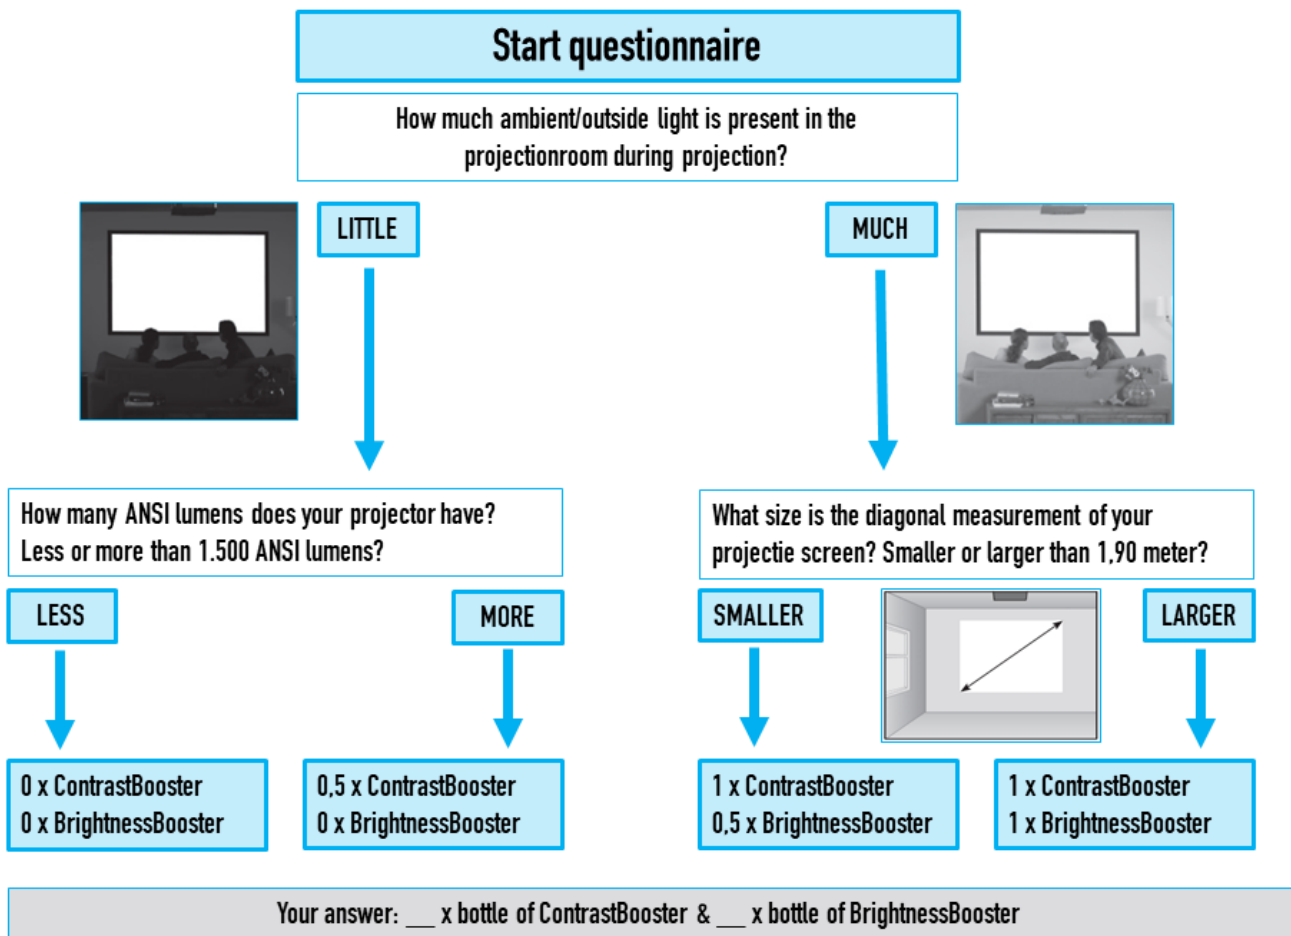 Start questionnaire
How much ambient/outside light is present in the
projectionroom during projection?
LITTLE
MUCH
How many ANSI lumens does your projector have?
Less or more than 1.500 ANSI lumens?
What size is the diagonal measurement of your
projectie screen? Smaller or larger than 1,90 meter?
LESS
MORE
SMALLER
LARGER
0 x ContrastBooster
0 x BrightnessBooster
0,5 x ContrastBooster
0 x BrightnessBooster
1 x ContrastBooster
0,5 x BrightnessBooster
1 x ContrastBooster
1 x BrightnessBooster
Your answer: __ x bottle of ContrastBooster & __ x bottle of BrightnessBooster